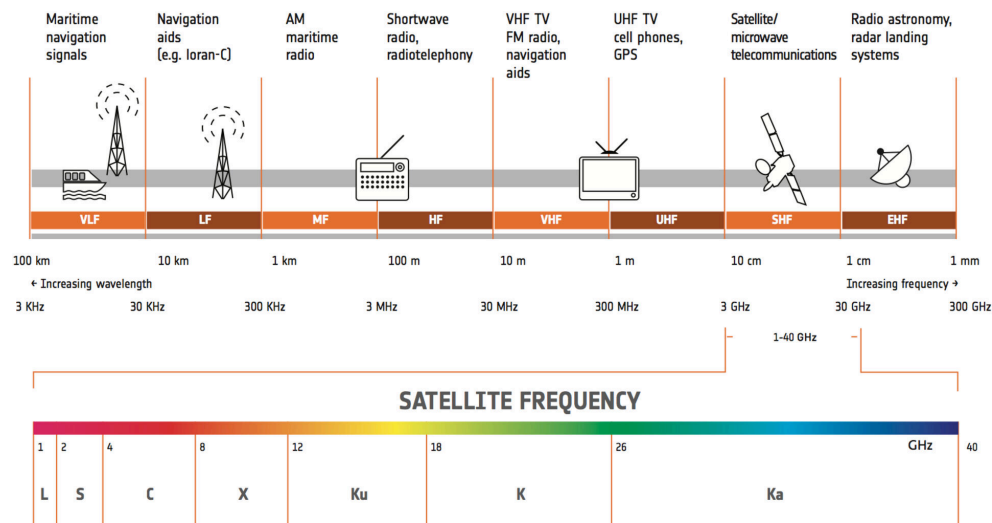 Maritime
navigation
signals
Navigation
aids
(e.g. loran-C)
AM
maritime
radio
Shortwave
radio,
radiotelephony
VHF TV
FM radio,
navigation
aids
UHF TV
cell phones,
GPS
Satellite/
microwave
telecommunications
Radio astronomy,
radar landing
systems
VLF LF MF HF VHF UHF SHF EHF
100 km 10 km 1 km 100 m 10 m 1 m 10 cm 1 cm 1 mm
← Increasing wavelength Increasing frequency →
3 KHz 30 KHz 300 KHz 3 MHz 30 MHz 300 MHz 3 GHz 30 GHz 300 GHz
1-40 GHz
SATELLITE FREQUENCY
1 2 4 8 12 18 26 GHz 40
L S C X Ku K Ka